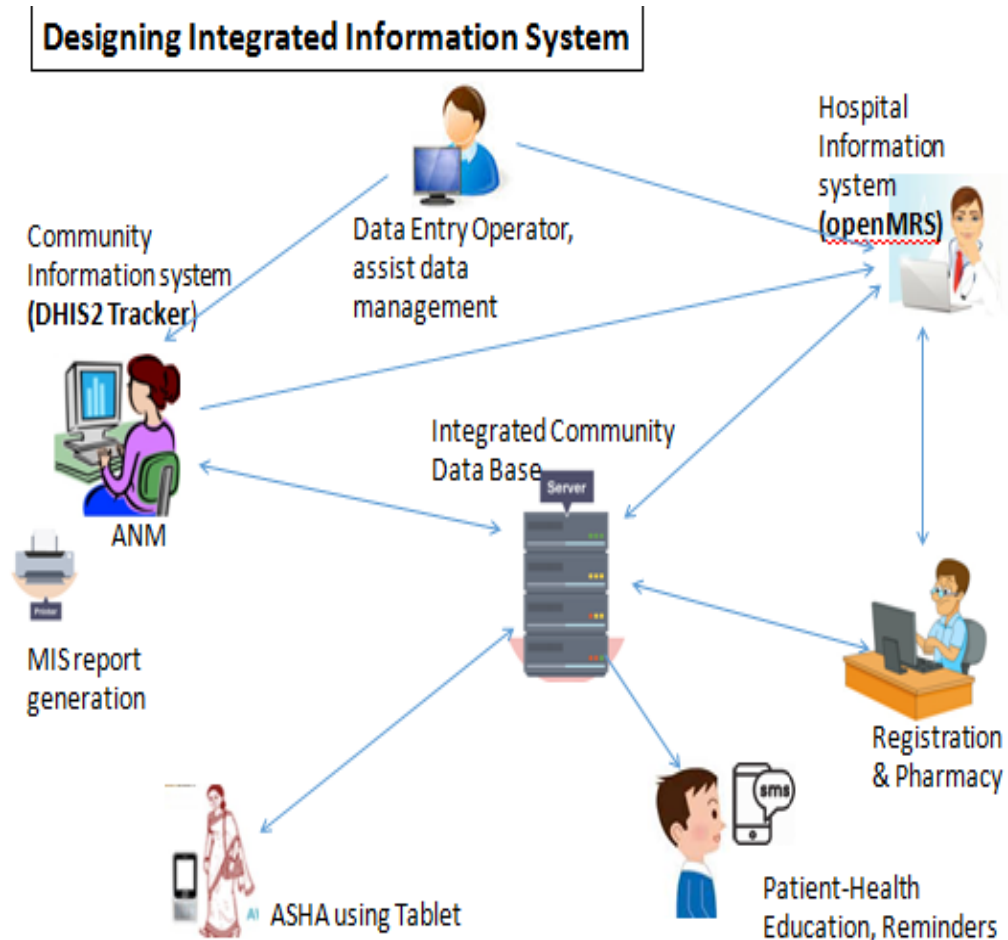 Designing Integrated Information System
Hospital
Information
system
(openMRS)
Data Entry Operator,
assist data
management
Community
Information system
(DHIS2 Tracker)
Integrated Community
Data Base
Server
ANM
Printer
MIS report
generation
Registration
& Pharmacy
sms
ASHA using Tablet
Patient-Health
Education, Reminders